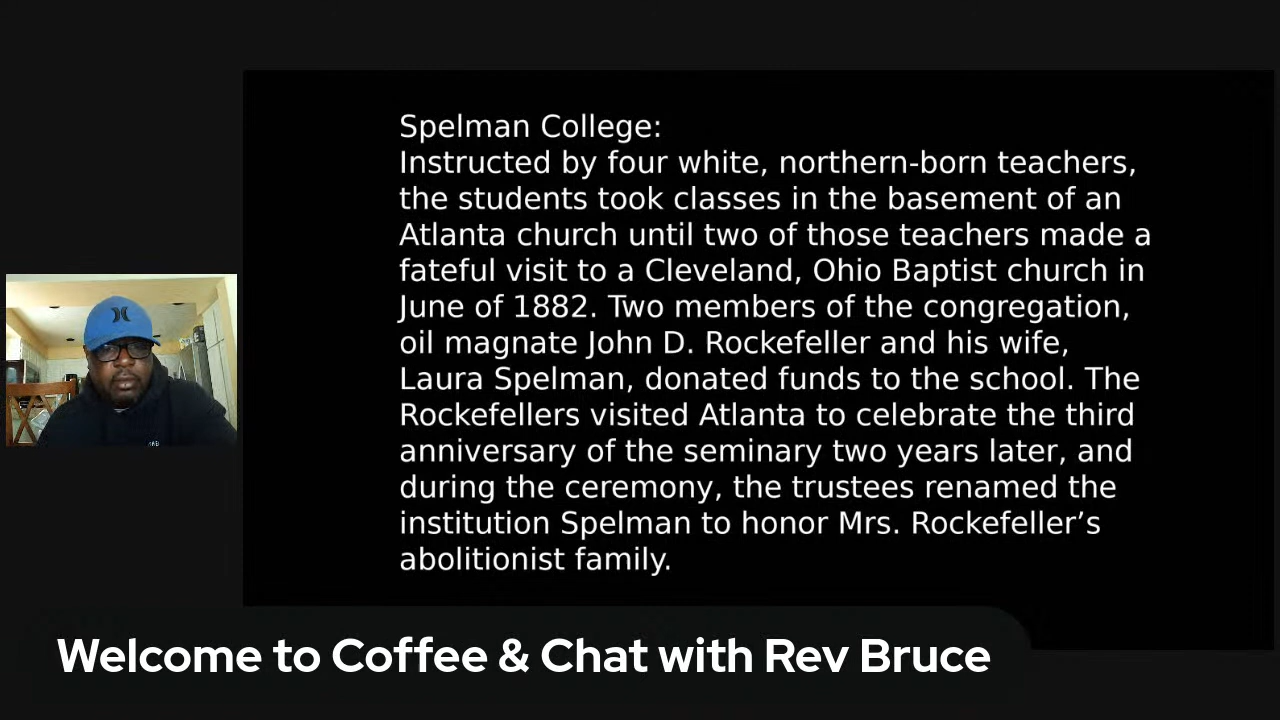 Spelman College:
Instructed by four white, northern-born teachers,
the students took classes in the basement of an
Atlanta church until two of those teachers made a
fateful visit to a Cleveland, Ohio Baptist church in
June of 1882. Two members of the congregation,
oil magnate John D. Rockefeller and his wife,
Laura Spelman, donated funds to the school. The
Rockefellers visited Atlanta to celebrate the third
anniversary of the seminary two years later, and
during the ceremony, the trustees renamed the
institution Spelman to honor Mrs. Rockefeller’s
abolitionist family.
Welcome to Coffee & Chat with Rev Bruce